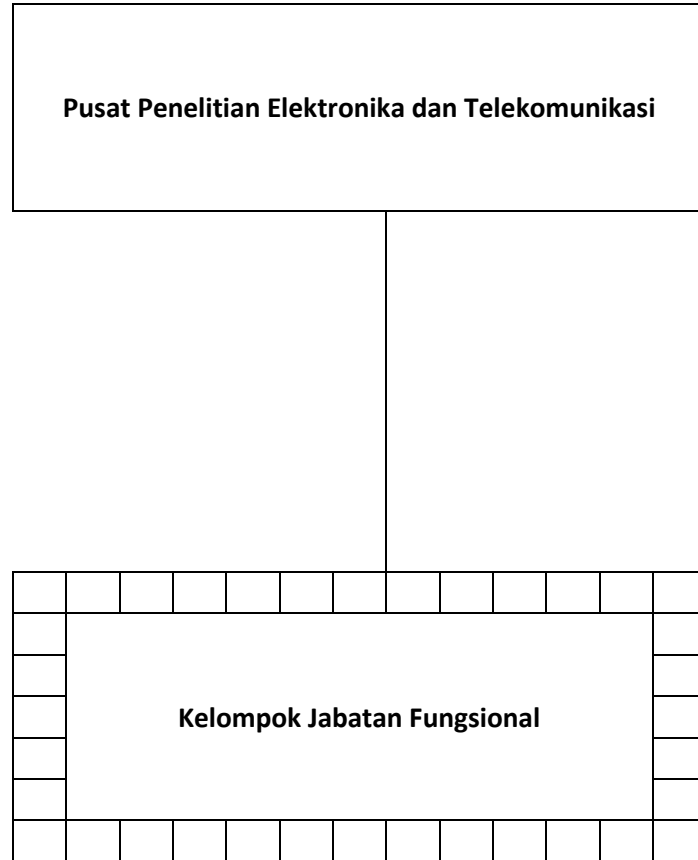 Pusat Penelitian Elektronika dan Telekomunikasi
Kelompok Jabatan Fungsional